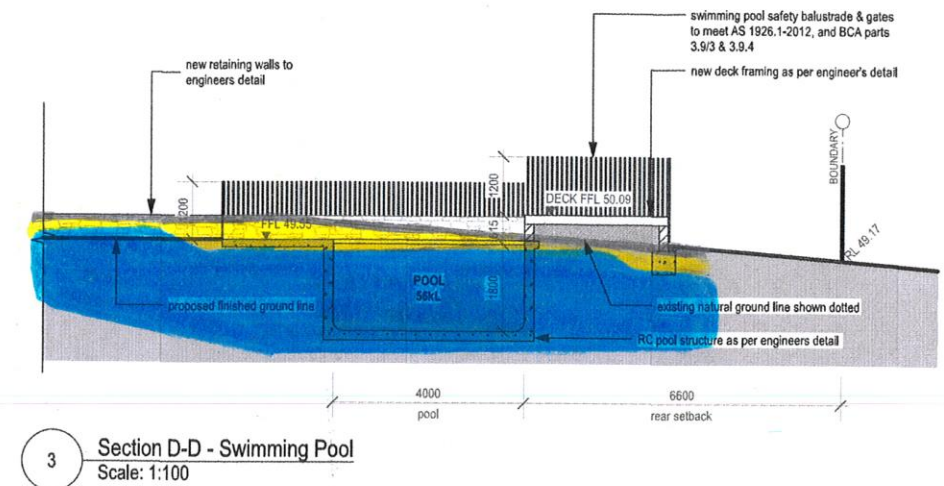 swimming pool safety balustrade & gates
to meet AS 1926.1-2012, and BCA parts
3.9/3 & 3.9.4
new retaining walls to
engineers detail
new deck framing as per engineer's detail
BOUNDARY
1200
DECK FFL 50.09
200
FFL 49.55
615
RL 49.17
POOL
56kL
1800
proposed finished ground line
existing natural ground line shown dotted
RC pool structure as per engineers detail
4000
6600
pool
rear setback
3
Section D-D - Swimming Pool
Scale: 1:100